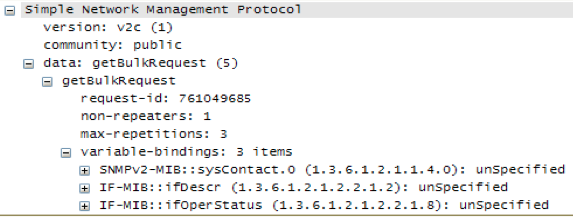 Simple Network Management Protocol
version: v2c (1)
community: public
data: getBulkRequest (5)
getBulkRequest
request-id: 761049685
non-repeaters: 1
max-repetitions: 3
variable-bindings: 3 items
SNMPv2-MIB::sysContact.0 (1.3.6.1.2.1.1.4.0): unSpecified
IF-MIB::ifDescr (1.3.6.1.2.1.2.2.1.2): unSpecified
IF-MIB::ifOperStatus (1.3.6.1.2.1.2.2.1.8): unSpecified